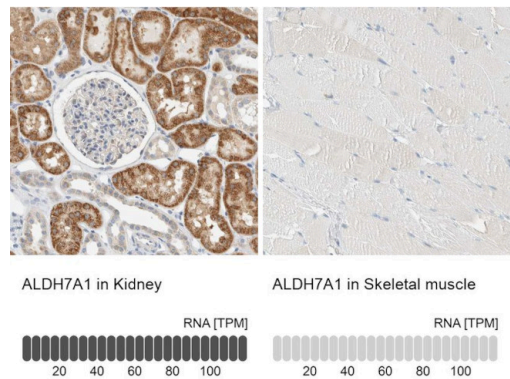 ALDH7A1 in Kidney
RNA [TPM]
20 40 60 80 100
ALDH7A1 in Skeletal muscle
RNA [TPM]
20 40 60 80 100